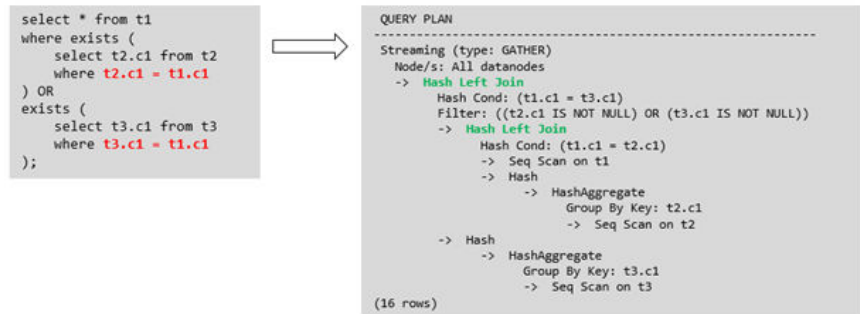 select * from t1
where exists (
select t2.c1 from t2
where t2.c1 = t1.c1
) OR
exists (
select t3.c1 from t3
where t3.c1 = t1.c1
);
QUERY PLAN
-----------------------------------------------------------------
Streaming (type: GATHER)
Node/s: All datanodes
-> Hash Left Join
Hash Cond: (t1.c1 = t3.c1)
Filter: ((t2.c1 IS NOT NULL) OR (t3.c1 IS NOT NULL))
-> Hash Left Join
Hash Cond: (t1.c1 = t2.c1)
-> Seq Scan on t1
-> Hash
-> HashAggregate
Group By Key: t2.c1
-> Seq Scan on t2
-> Hash
-> HashAggregate
Group By Key: t3.c1
-> Seq Scan on t3
(16 rows)